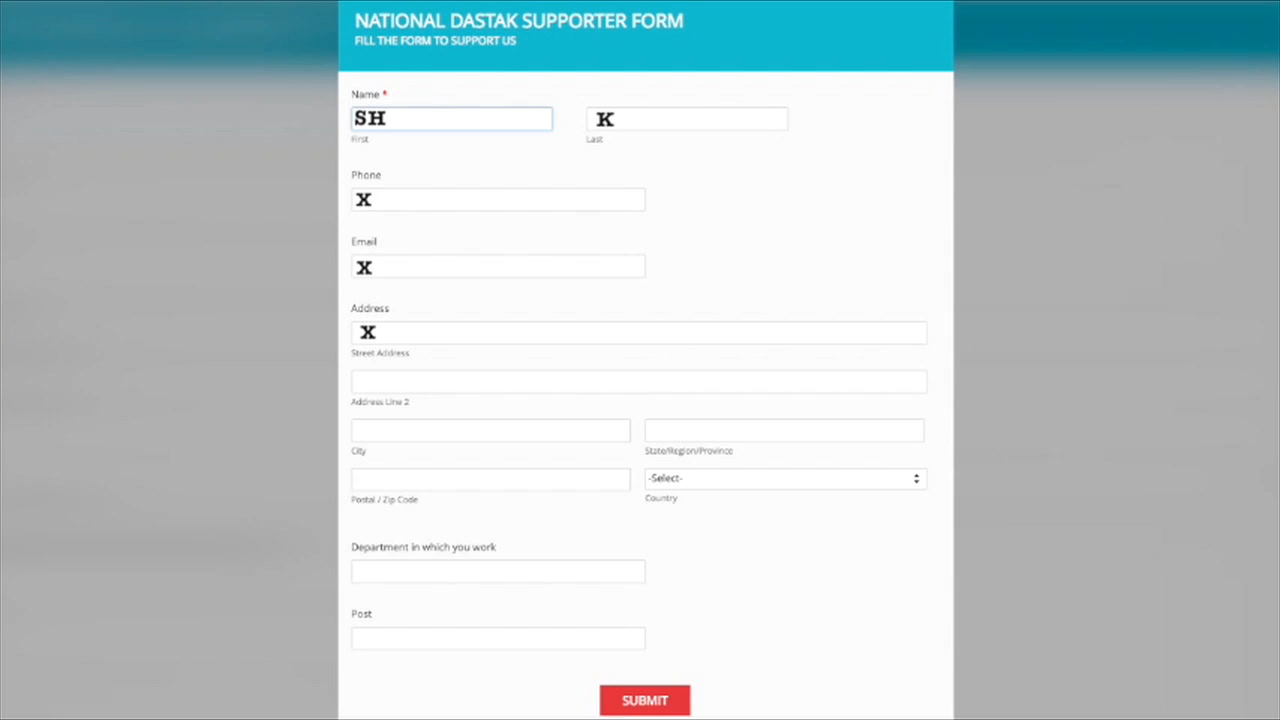 NATIONAL DASTAK SUPPORTER FORM
FILL THE FORM TO SUPPORT US
Name *
SH K
First Last
Phone
X
Email
X
Address
X
Street Address
Address Line 2
City State/Region/Province
-Select-
Postal / Zip Code Country
Department in which you work
Post
SUBMIT